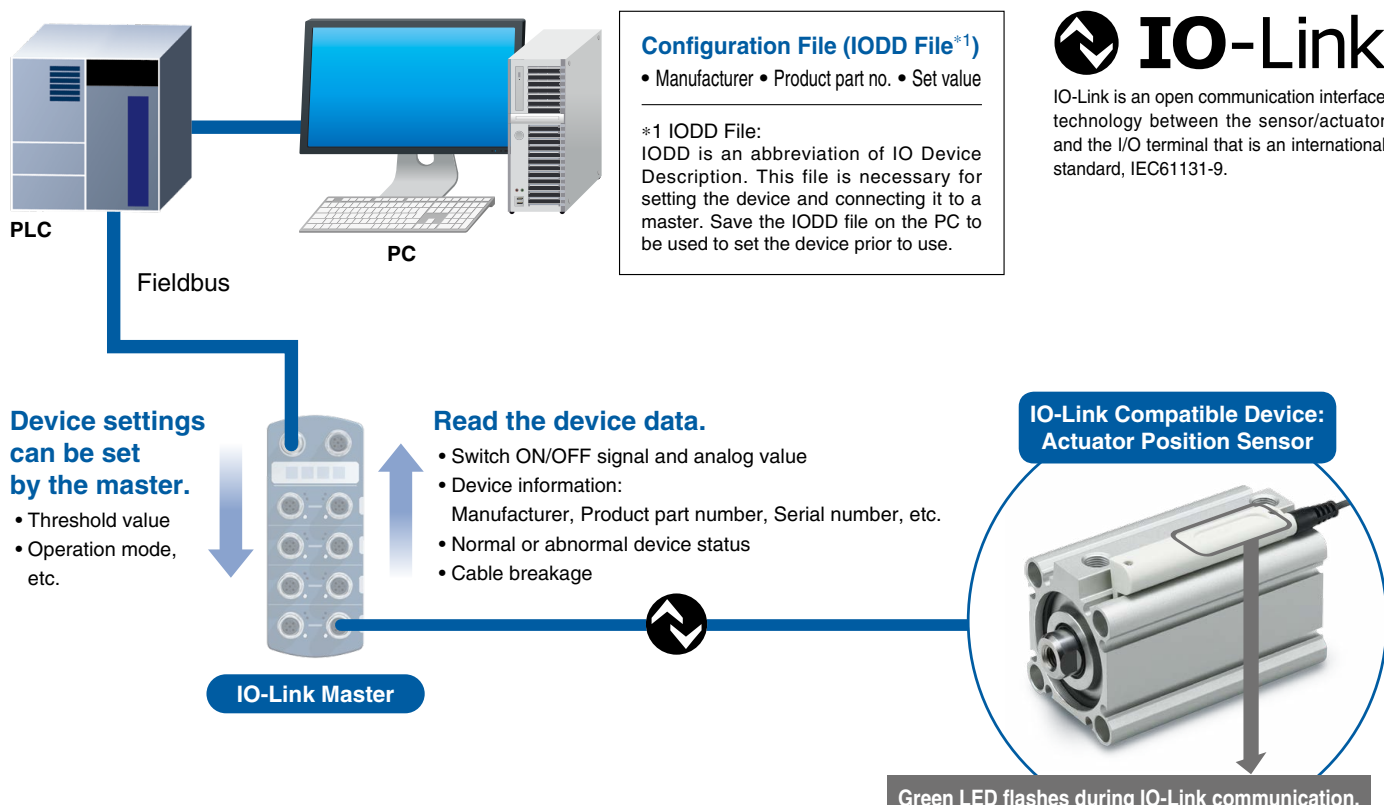 Configuration File (IODD File*1)
• Manufacturer • Product part no. • Set value
*1 IODD File:
IODD is an abbreviation of IO Device
Description. This file is necessary for
setting the device and connecting it to a
master. Save the IODD file on the PC to
be used to set the device prior to use.
IO-Link
IO-Link is an open communication interface
technology between the sensor/actuator
and the I/O terminal that is an international
standard, IEC61131-9.
PLC
PC
Fieldbus
Device settings
can be set
by the master.
• Threshold value
• Operation mode,
etc.
Read the device data.
• Switch ON/OFF signal and analog value
• Device information:
Manufacturer, Product part number, Serial number, etc.
• Normal or abnormal device status
• Cable breakage
IO-Link Compatible Device:
Actuator Position Sensor
IO-Link Master
Green LED flashes during IO-Link communication.